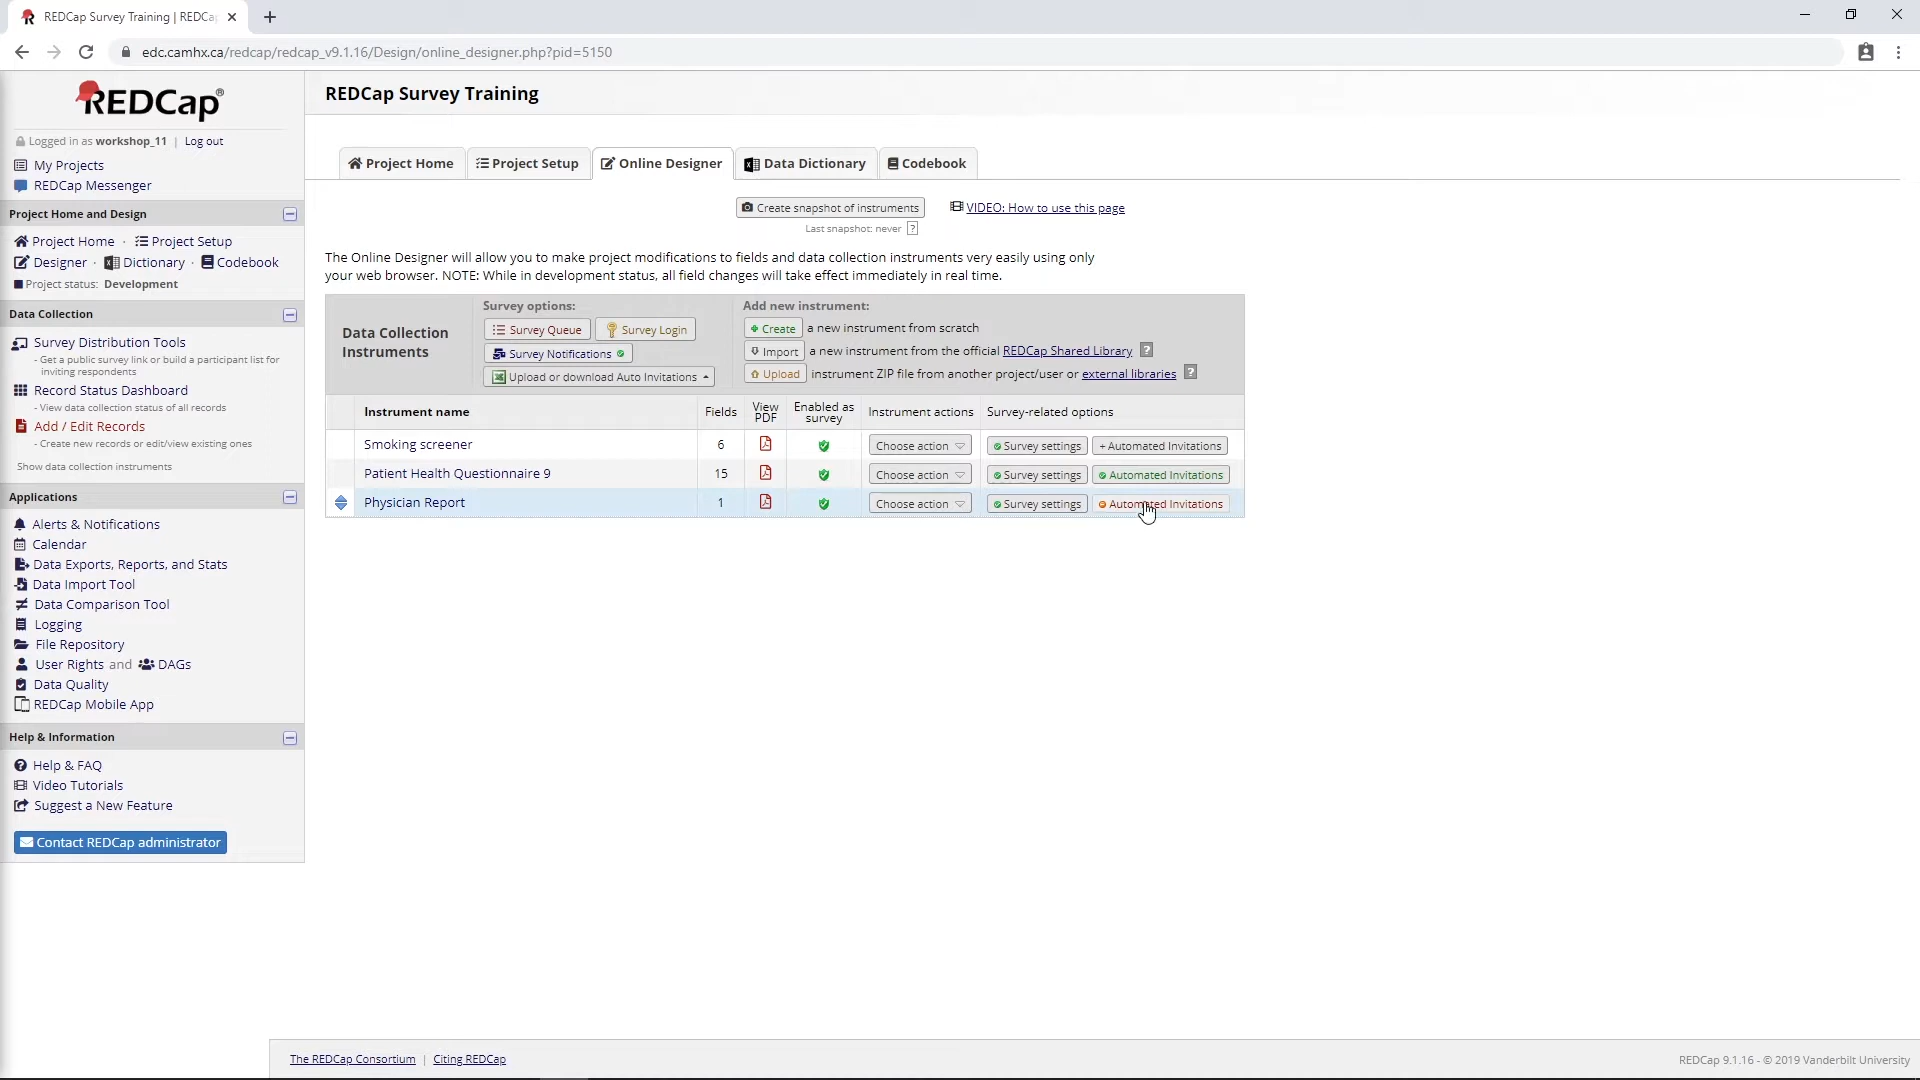 REDCap Survey Training | REDCap
edc.camhx.ca/redcap/redcap_v9.1.16/Design/online_designer.php?pid=5150
REDCap®
Logged in as workshop_11 | Log out
My Projects
REDCap Messenger
Project Home and Design
Project Home · Project Setup
Designer · Dictionary · Codebook
Project status: Development
Data Collection
Survey Distribution Tools
- Get a public survey link or build a participant list for
inviting respondents
Record Status Dashboard
- View data collection status of all records
Add / Edit Records
- Create new records or edit/view existing ones
Show data collection instruments
Applications
Alerts & Notifications
Calendar
Data Exports, Reports, and Stats
Data Import Tool
Data Comparison Tool
Logging
File Repository
User Rights and DAGs
Data Quality
REDCap Mobile App
Help & Information
Help & FAQ
Video Tutorials
Suggest a New Feature
Contact REDCap administrator
REDCap Survey Training
Project Home Project Setup Online Designer Data Dictionary Codebook
Create snapshot of instruments VIDEO: How to use this page
Last snapshot: never ?
The Online Designer will allow you to make project modifications to fields and data collection instruments very easily using only
your web browser. NOTE: While in development status, all field changes will take effect immediately in real time.
Data Collection
Instruments
Survey options:
Survey Queue Survey Login
Survey Notifications
Upload or download Auto Invitations
Add new instrument:
Create a new instrument from scratch
Import a new instrument from the official REDCap Shared Library ?
Upload instrument ZIP file from another project/user or external libraries ?
Instrument name Fields View PDF Enabled as survey Instrument actions Survey-related options
Smoking screener 6 Choose action Survey settings + Automated Invitations
Patient Health Questionnaire 9 15 Choose action Survey settings Automated Invitations
Physician Report 1 Choose action Survey settings Automated Invitations
The REDCap Consortium | Citing REDCap
REDCap 9.1.16 - © 2019 Vanderbilt University